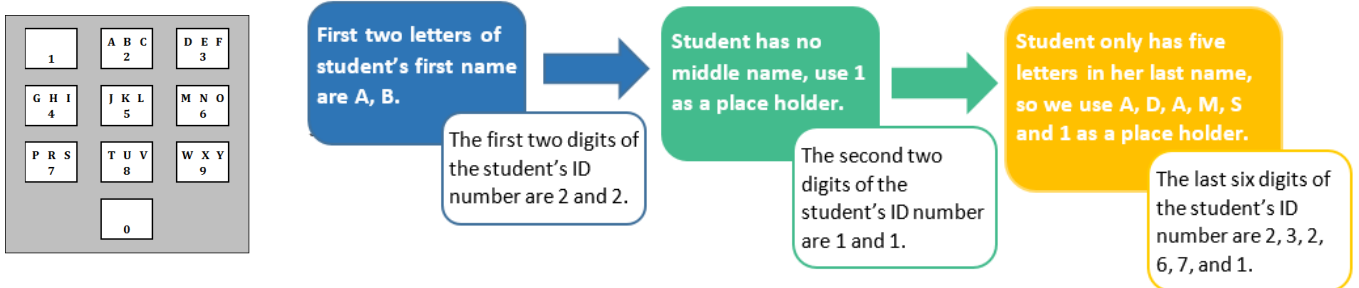 1
A B C
2
D E F
3
G H I
4
J K L
5
M N O
6
P R S
7
T U V
8
W X Y
9
0
First two letters of
student’s first name
are A, B.
The first two digits of
the student’s ID
number are 2 and 2.
Student has no
middle name, use 1
as a place holder.
The second two
digits of the
student’s ID number
are 1 and 1.
Student only has five
letters in her last name,
so we use A, D, A, M, S
and 1 as a place holder.
The last six digits of
the student’s ID
number are 2, 3, 2,
6, 7, and 1.